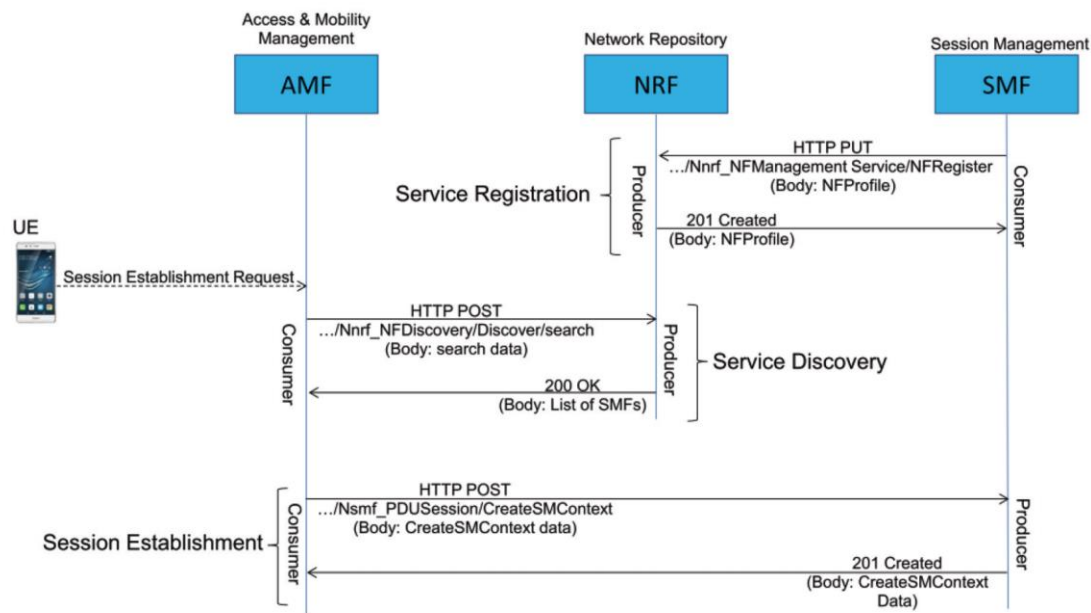 Access & Mobility
Management
Network Repository
Session Management
AMF
NRF
SMF
HTTP PUT
…/Nnrf_NFManagement Service/NFRegister
(Body: NFProfile)
Service Registration
Producer
Consumer
201 Created
(Body: NFProfile)
UE
Session Establishment Request
HTTP POST
…/Nnrf_NFDiscovery/Discover/search
(Body: search data)
Consumer
Producer
Service Discovery
200 OK
(Body: List of SMFs)
HTTP POST
…/Nsmf_PDUSession/CreateSMContext
(Body: CreateSMContext data)
Session Establishment
Consumer
Producer
201 Created
(Body: CreateSMContext
Data)